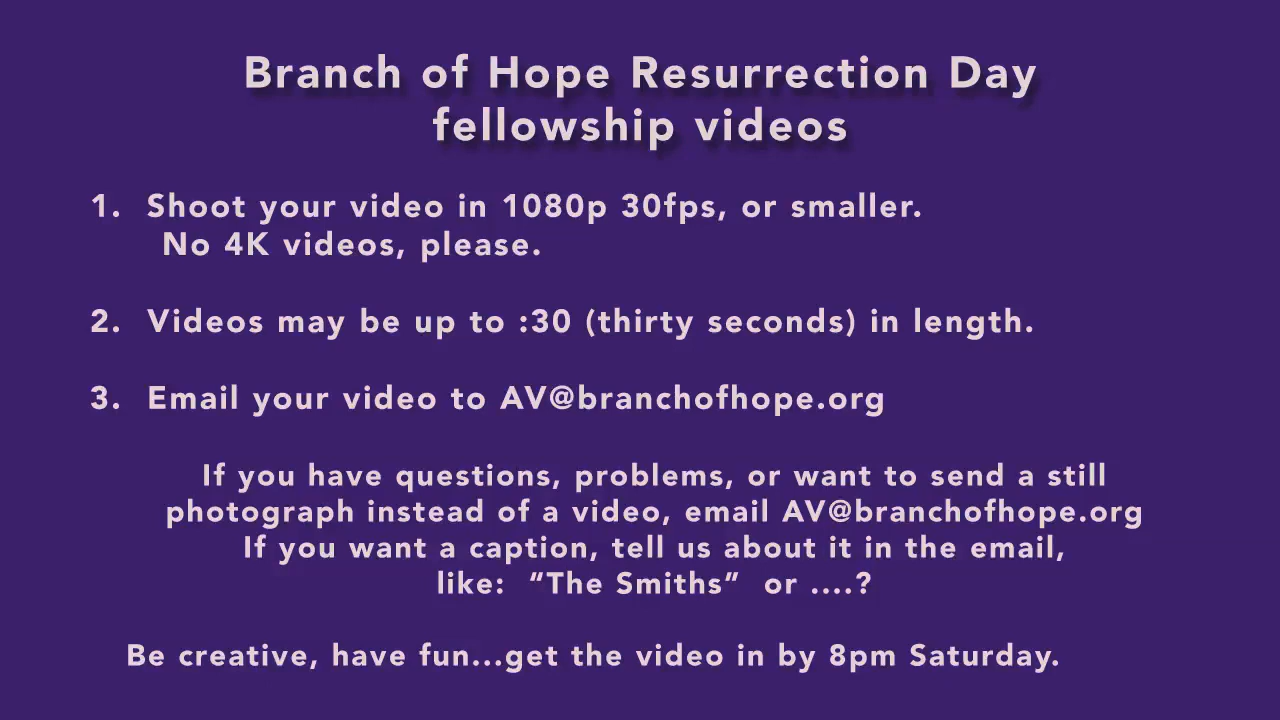 Branch of Hope Resurrection Day
fellowship videos
1. Shoot your video in 1080p 30fps, or smaller.
No 4K videos, please.
2. Videos may be up to :30 (thirty seconds) in length.
3. Email your video to AV@branchofhope.org
If you have questions, problems, or want to send a still
photograph instead of a video, email AV@branchofhope.org
If you want a caption, tell us about it in the email,
like: “The Smiths” or ....?
Be creative, have fun...get the video in by 8pm Saturday.